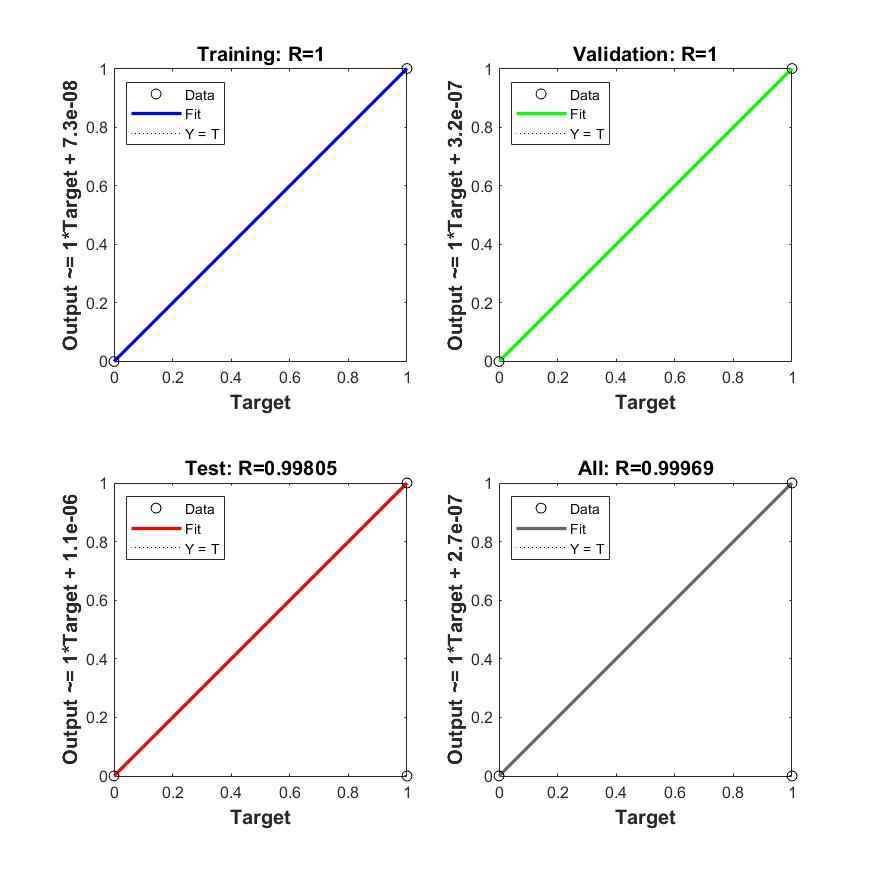 Training: R=1
Output ~= 1*Target + 7.3e-08
1
0.8
0.6
0.4
0.2
0
Data
Fit
Y = T
0 0.2 0.4 0.6 0.8 1
Target
Validation: R=1
Output ~= 1*Target + 3.2e-07
1
0.8
0.6
0.4
0.2
0
Data
Fit
Y = T
0 0.2 0.4 0.6 0.8 1
Target
Test: R=0.99805
Output ~= 1*Target + 1.1e-06
1
0.8
0.6
0.4
0.2
0
Data
Fit
Y = T
0 0.2 0.4 0.6 0.8 1
Target
All: R=0.99969
Output ~= 1*Target + 2.7e-07
1
0.8
0.6
0.4
0.2
0
Data
Fit
Y = T
0 0.2 0.4 0.6 0.8 1
Target